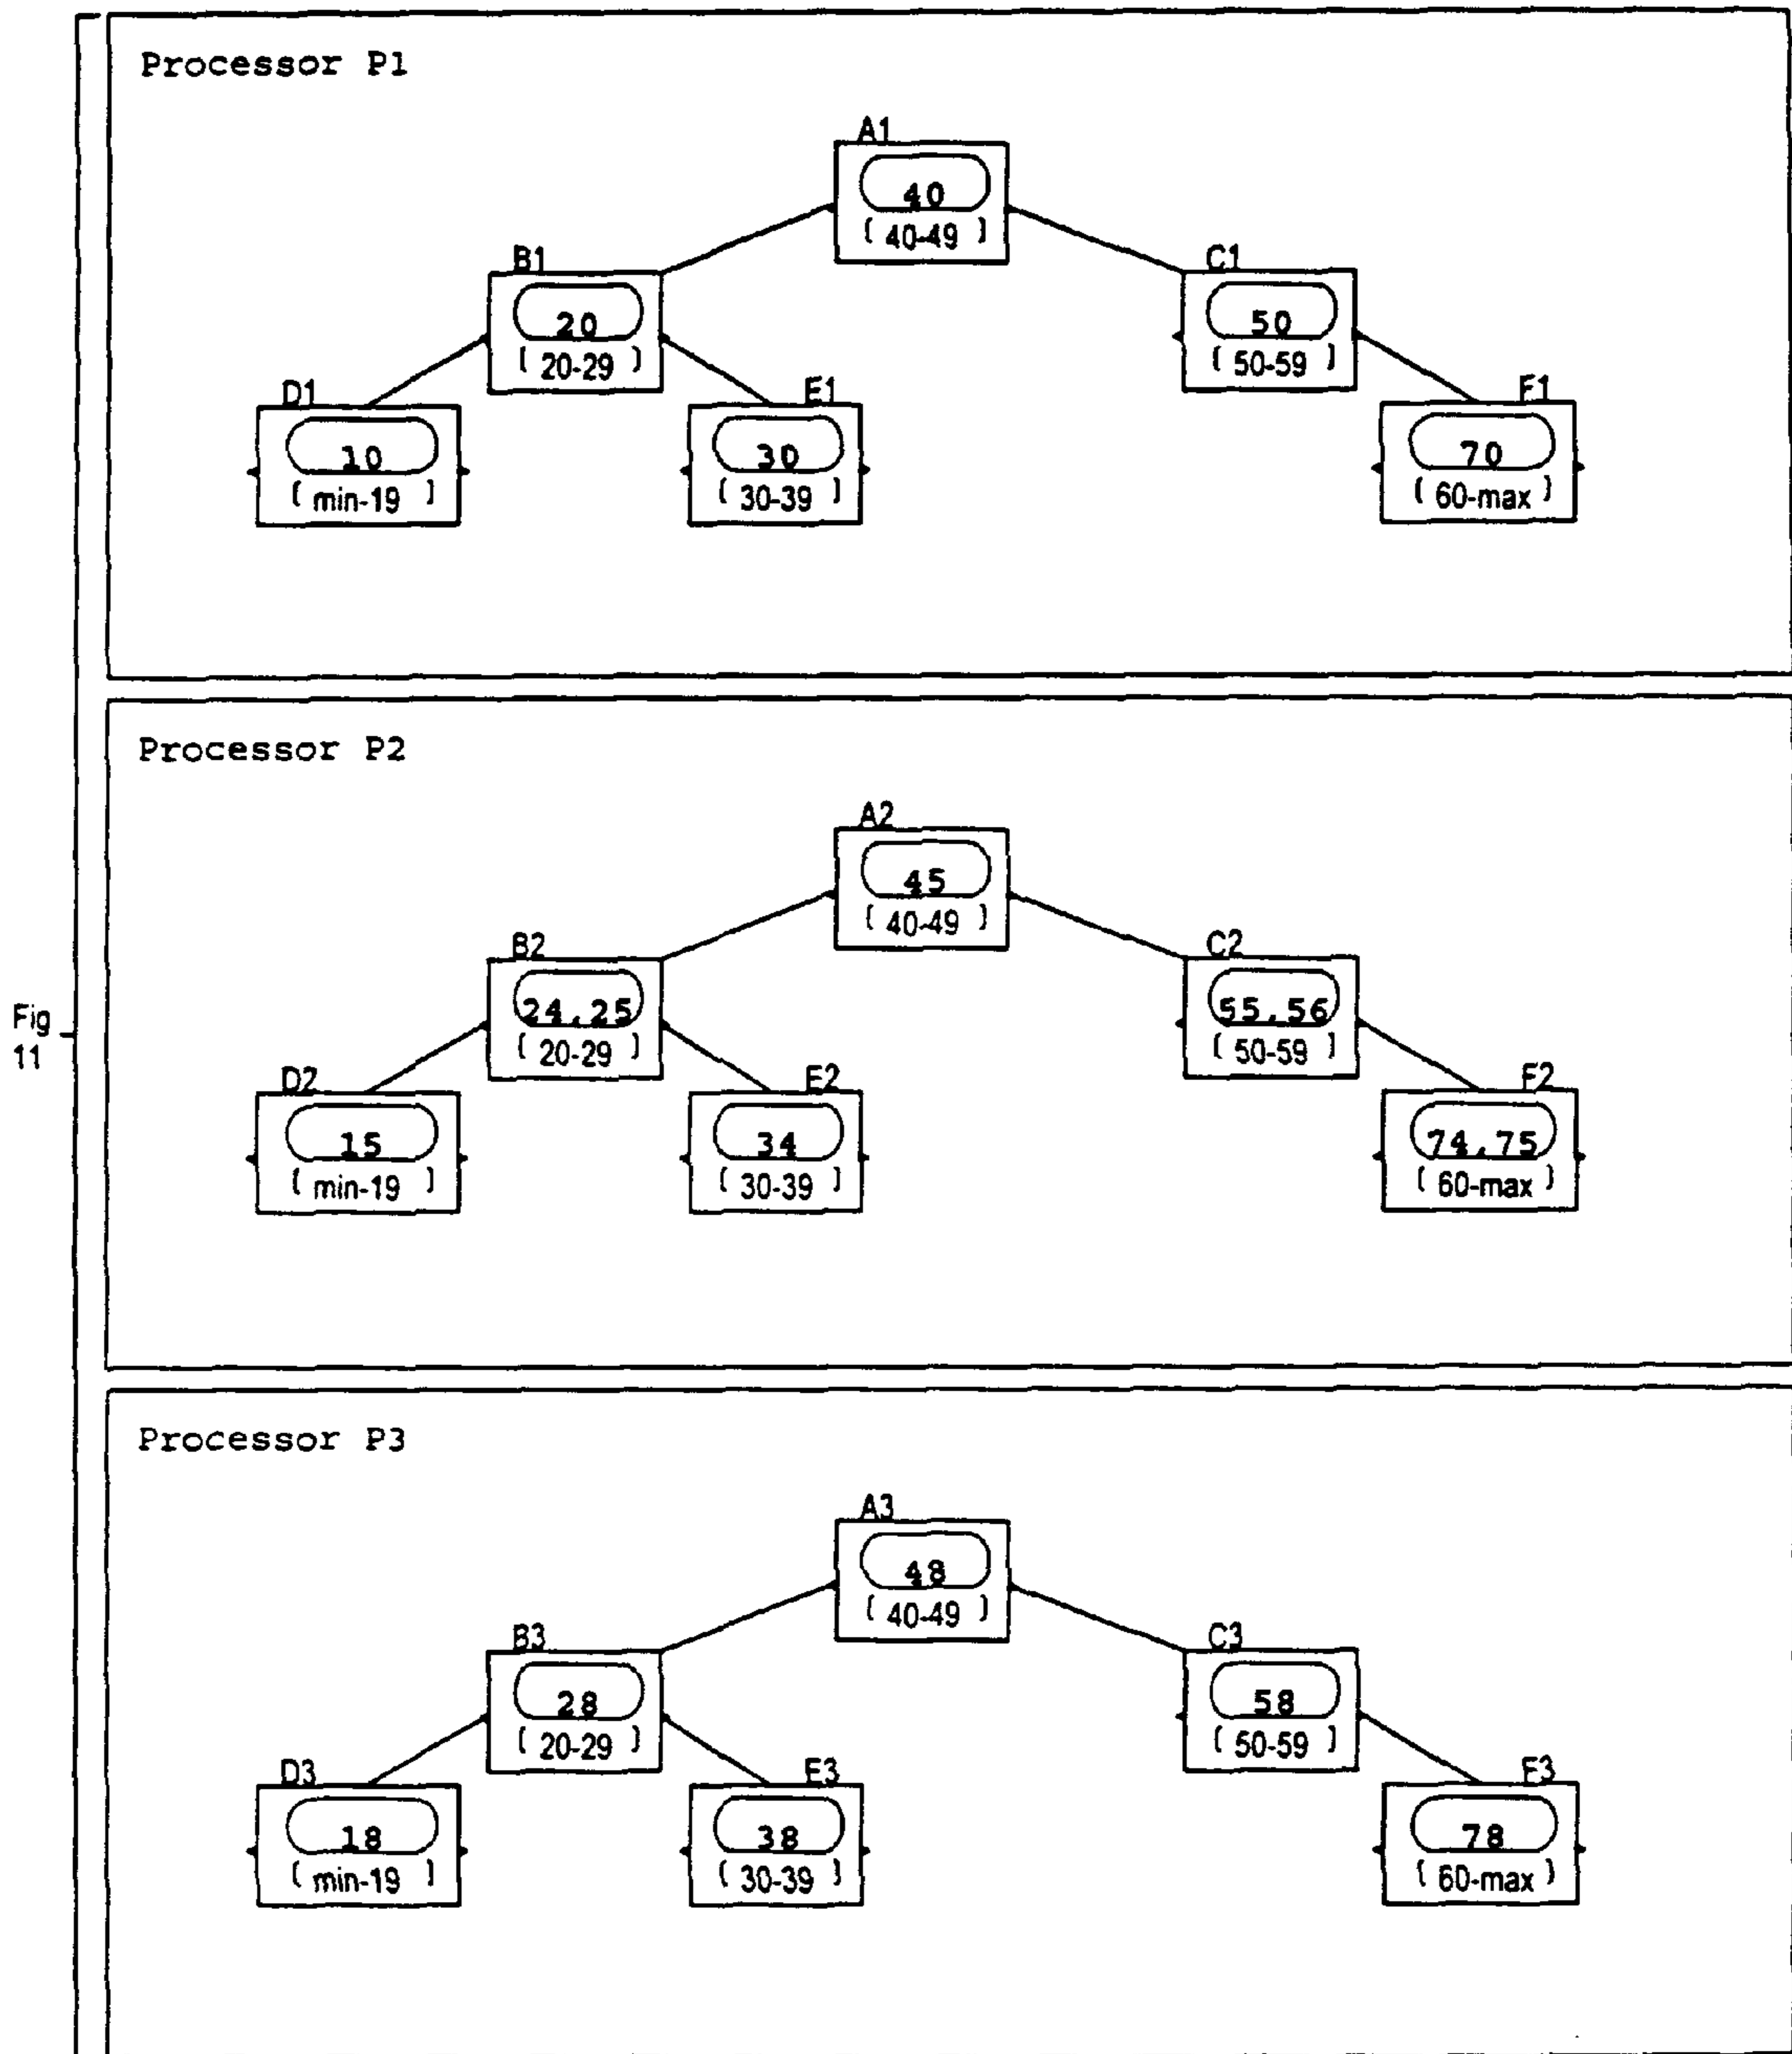 Processor P1
A1
40
[ 40-49 ]
B1
20
[ 20-29 ]
C1
50
[ 50-59 ]
D1
10
[ min-19 ]
E1
30
[ 30-39 ]
F1
70
[ 60-max )
Processor P2
A2
45
[ 40-49 ]
B2
24,25
[ 20-29 ]
C2
55,56
[ 50-59 ]
Fig
11
D2
15
[ min-19 ]
E2
34
[ 30-39 ]
F2
74,75
[ 60-max )
Processor P3
A3
48
[ 40-49 ]
B3
28
[ 20-29 ]
C3
58
[ 50-59 ]
D3
18
[ min-19 ]
E3
38
[ 30-39 ]
F3
78
[ 60-max )